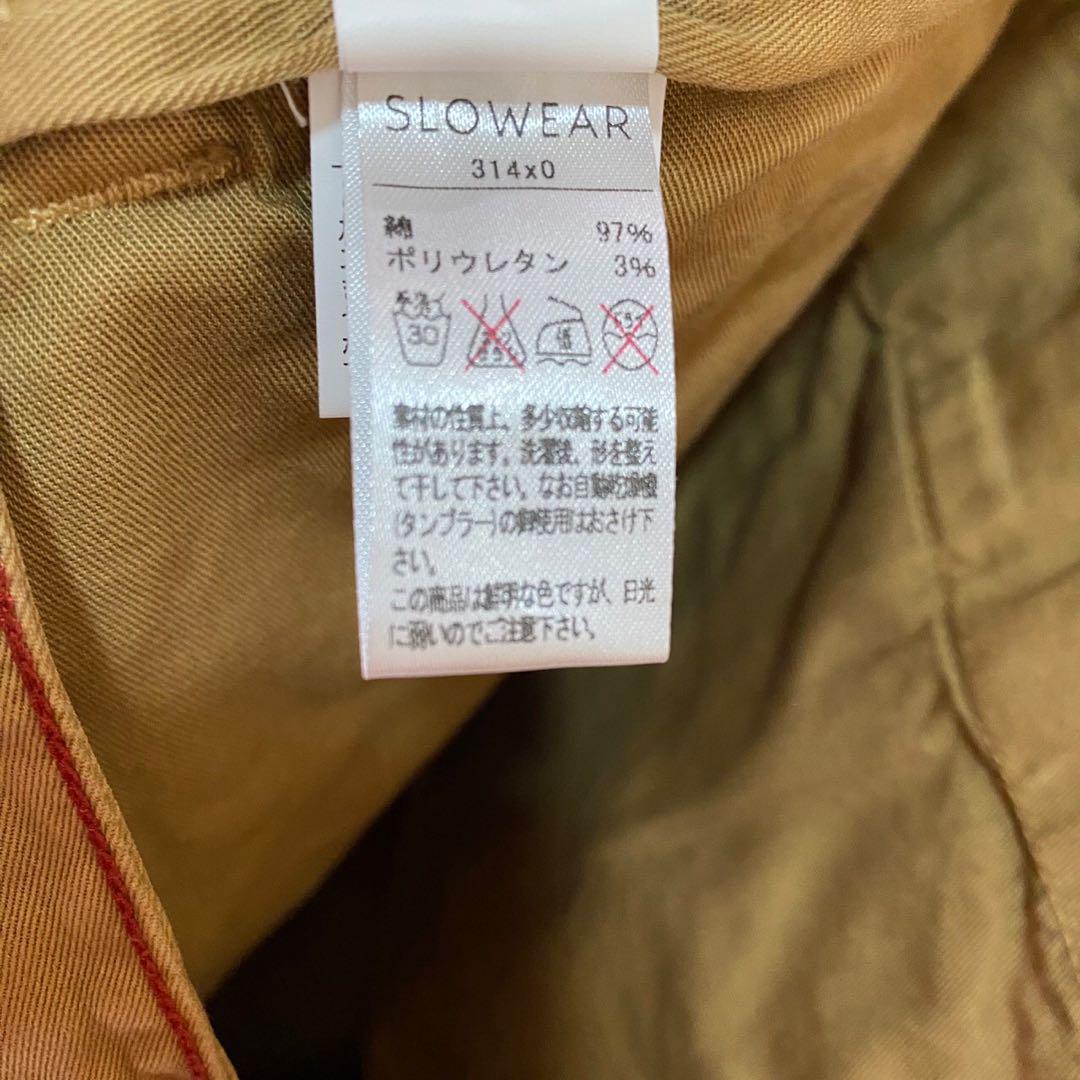 SLOWEAR
314x0
綿 97%
ポリウレタン 3%
30 低
素材の性質上、多少収縮する可能
性があります。洗濯後、形を整え
て干して下さい。なお自動乾燥機
(タンブラー)の御使用はおさけ下
さい。
この商品は鮮明な色ですが、日光
に弱いのでご注意下さい。